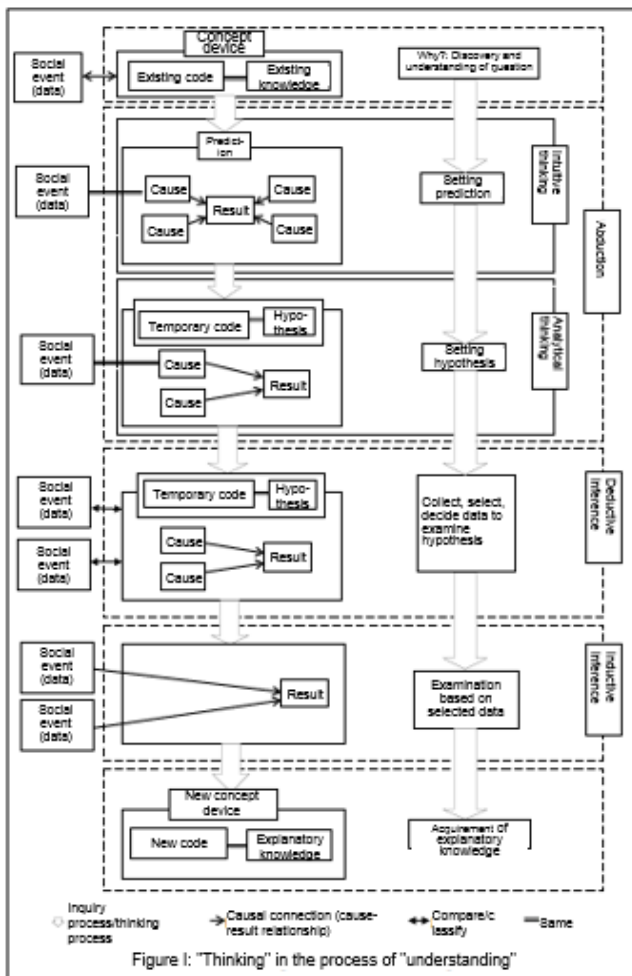 Concept
device
Social
event
(data)
Existing code
Existing
knowledge
Why?: Discovery and
understanding of question
Predict-
ion
Social
event
(data)
Cause
Cause
Result
Cause
Cause
Setting
prediction
Intuitive
thinking
Abduction
Temporary code
Hypo-
thesis
Social
event
(data)
Cause
Result
Cause
Setting
hypothesis
Analytical
thinking
Social
event
(data)
Temporary code
Hypo-
thesis
Social
event
(data)
Cause
Result
Cause
Collect, select,
decide data to
examine
hypothesis
Deductive
Inference
Social
event
(data)
Social
event
(data)
Result
Examination
based on
selected data
Inductive
Inference
New concept
device
New code
Explanatory
knowledge
Acquirement of
explanatory
knowledge
Inquiry
process/thinking
process
Causal connection (cause-
result relationship)
Compare/c
lassify
Same
Figure I: "Thinking" in the process of "understanding"